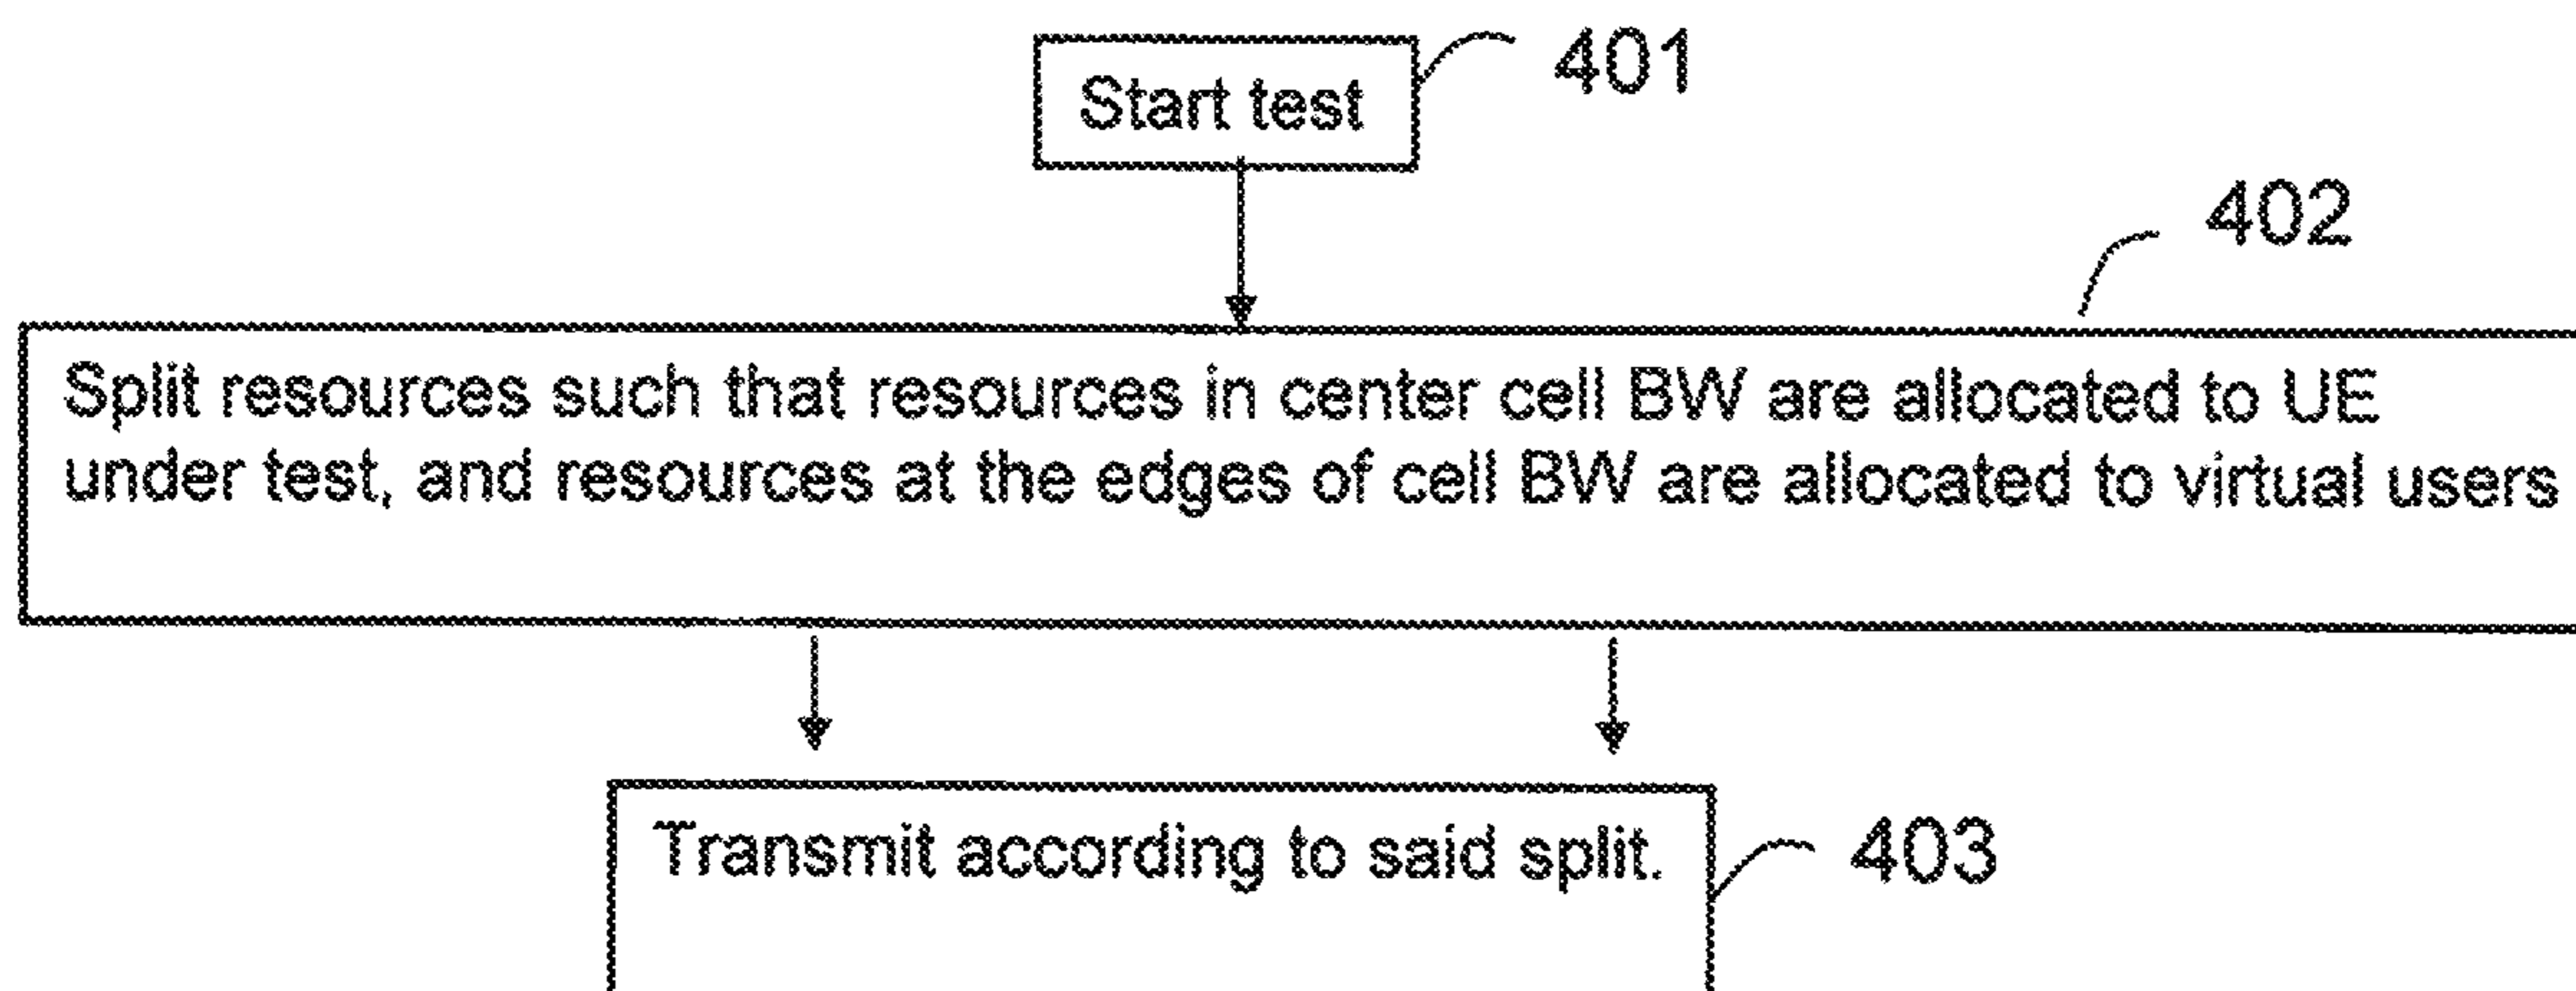 Start test
401
402
Split resources such that resources in center cell BW are allocated to UE
under test, and resources at the edges of cell BW are allocated to virtual users
Transmit according to said split.
403